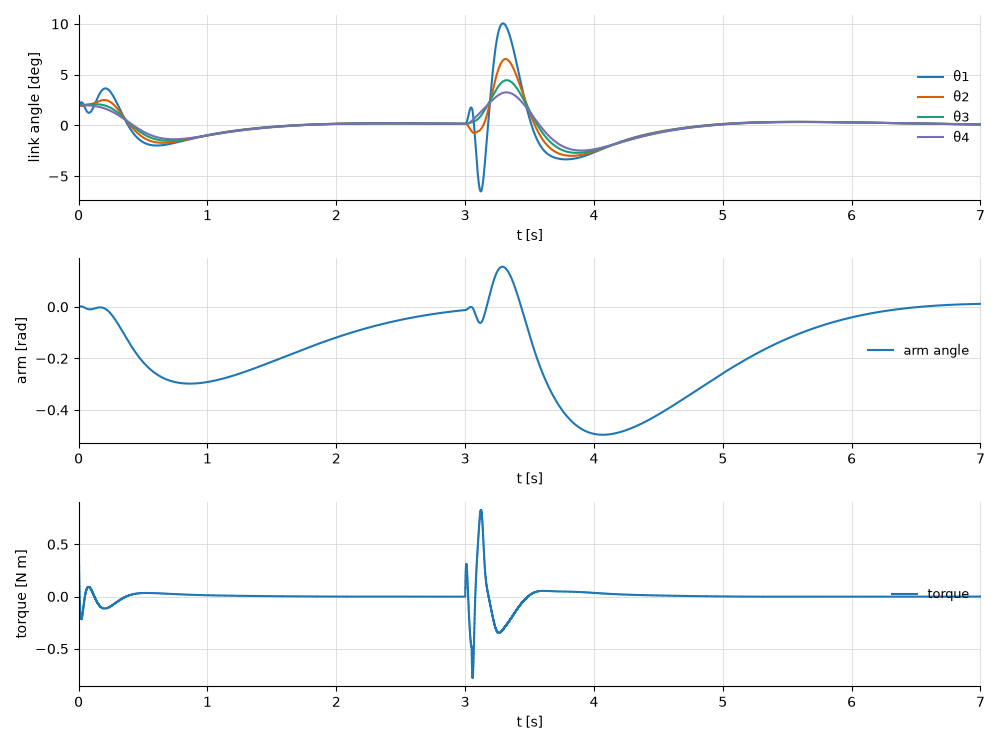 link angle [deg]
10
5
0
−5
θ1
θ2
θ3
θ4
0 1 2 3 4 5 6 7
t [s]
arm [rad]
0.0
−0.2
−0.4
arm angle
0 1 2 3 4 5 6 7
t [s]
torque [N m]
0.5
0.0
−0.5
torque
0 1 2 3 4 5 6 7
t [s]